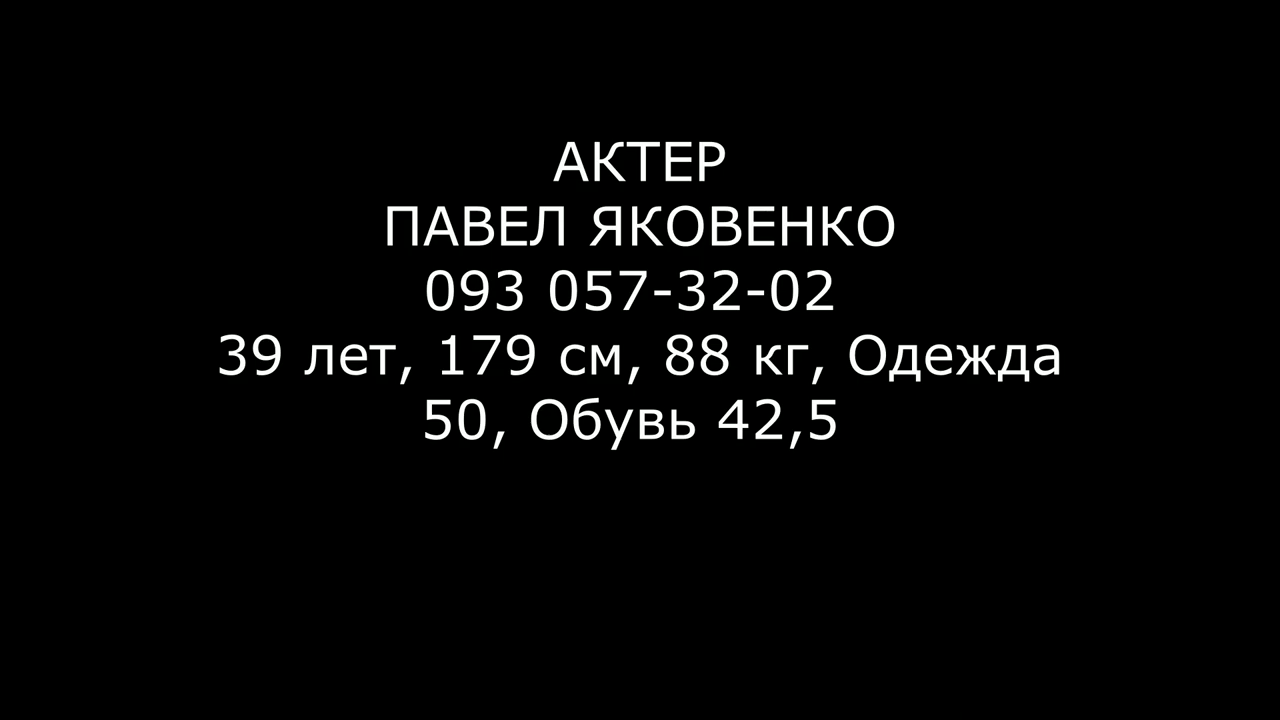 АКТЕР
ПАВЕЛ ЯКОВЕНКО
093 057-32-02
39 лет, 179 см, 88 кг, Одежда
50, Обувь 42,5